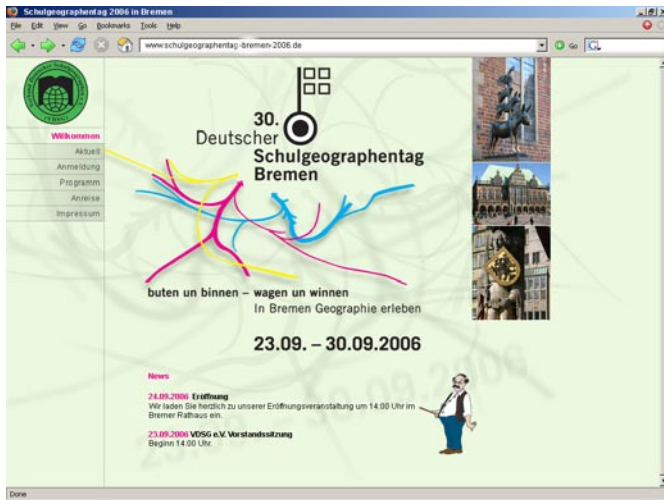 Schulgeographentag 2006 in Bremen
File Edit View Go Bookmarks Tools Help
www.schulgeographentag-bremen-2006.de
Go
G
Willkommen
Aktuell
Anmeldung
Programm
Anreise
Impressum
30.
Deutscher
Schulgeographentag
Bremen
buten un binnen – wagen un winnen
In Bremen Geographie erleben
23.09. – 30.09.2006
News
24.09.2006 Eröffnung
Wir laden Sie herzlich zu unserer Eröffnungsveranstaltung um 14:00 Uhr im
Bremer Rathaus ein.
23.09.2006 VDSG e.V. Vorstandssitzung
Beginn 14.00 Uhr.
Done